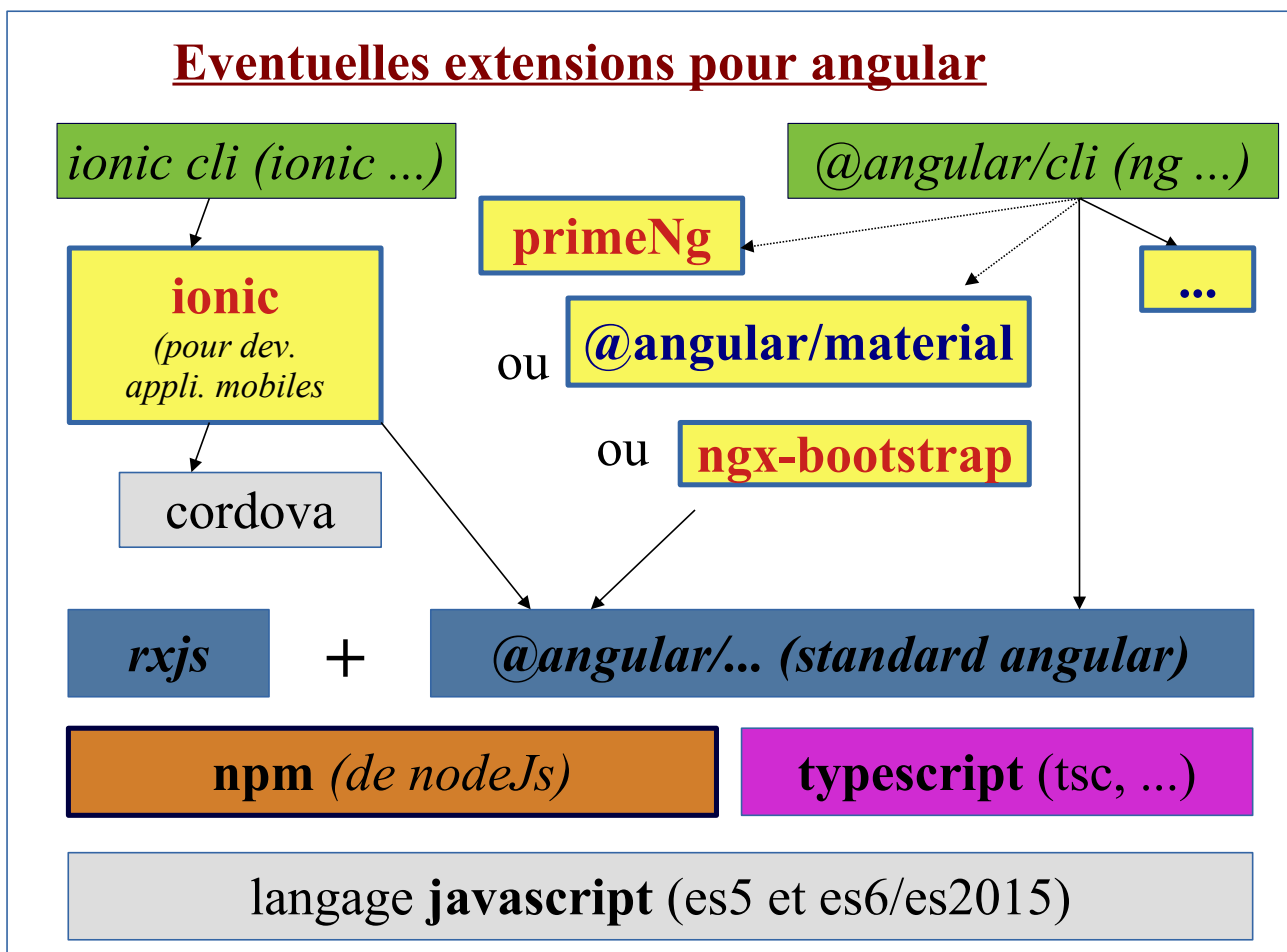 Eventuelles extensions pour angular
ionic cli (ionic ...)
@angular/cli (ng ...)
primeNg
ionic
(pour dev.
appli. mobiles
...
ou
@angular/material
ou
ngx-bootstrap
cordova
rxjs
+
@angular/... (standard angular)
npm (de nodeJs)
typescript (tsc, ...)
langage javascript (es5 et es6/es2015)